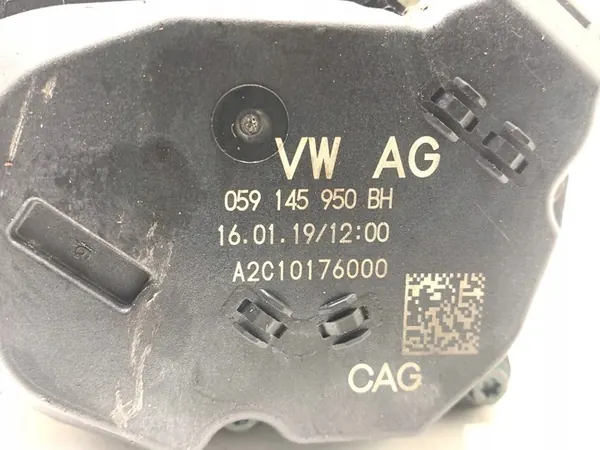 VW AG
059 145 950 BH
16.01.19/12:00
A2C10176000
CAG